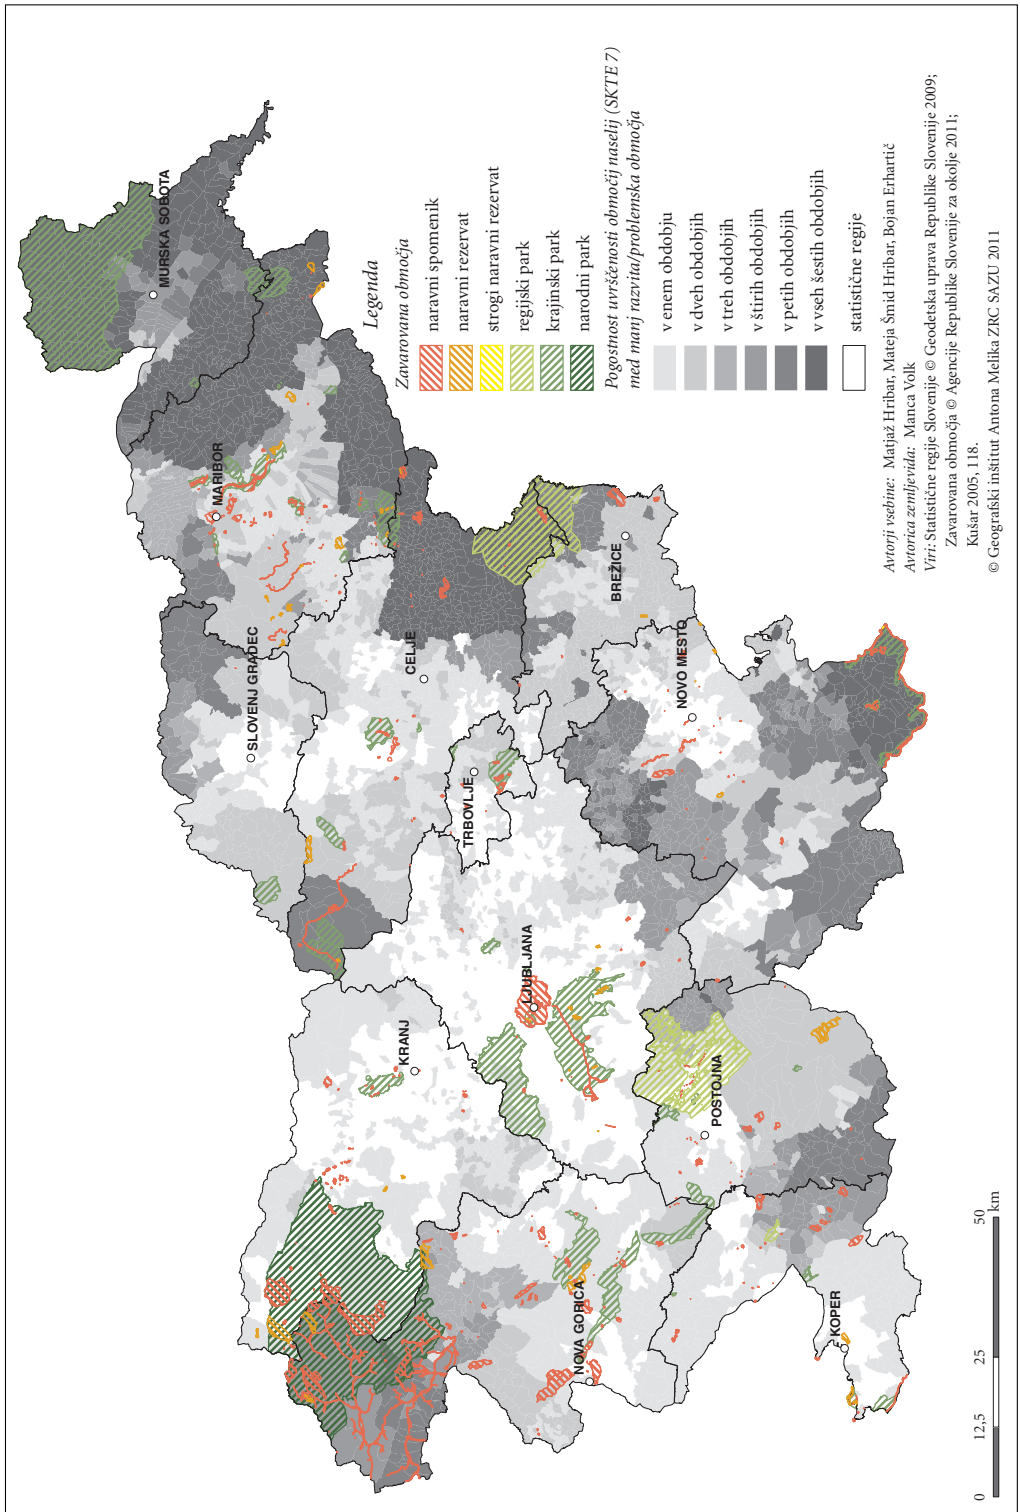 MURSKA SOBOTA
MARIBOR
SLOVENJ GRADEC
CELJE
BREŽICE
NOVO MESTO
TRBOVLJE
LJUBLJANA
KRANJ
POSTOJNA
NOVA GORICA
KOPER
Legenda
Zavarovana območja
naravni spomenik
naravni rezervat
strogi naravni rezervat
regijski park
krajinski park
narodni park
Pogostnost uvrščenosti območij naselij (SKTE 7)
med manj razvita/problemska območja
v enem obdobju
v dveh obdobjih
v treh obdobjih
v štirih obdobjih
v petih obdobjih
v vseh šestih obdobjih
statistične regije
Avtorji vsebine: Matjaž Hribar, Mateja Šmid Hribar, Bojan Erhartič
Avtorica zemljevida: Manca Volk
Viri: Statistične regije Slovenije © Geodetska uprava Republike Slovenije 2009;
Zavarovana območja © Agencije Republike Slovenije za okolje 2011;
Kušar 2005, 118.
© Geografski inštitut Antona Melika ZRC SAZU 2011
0 12,5 25 50
km